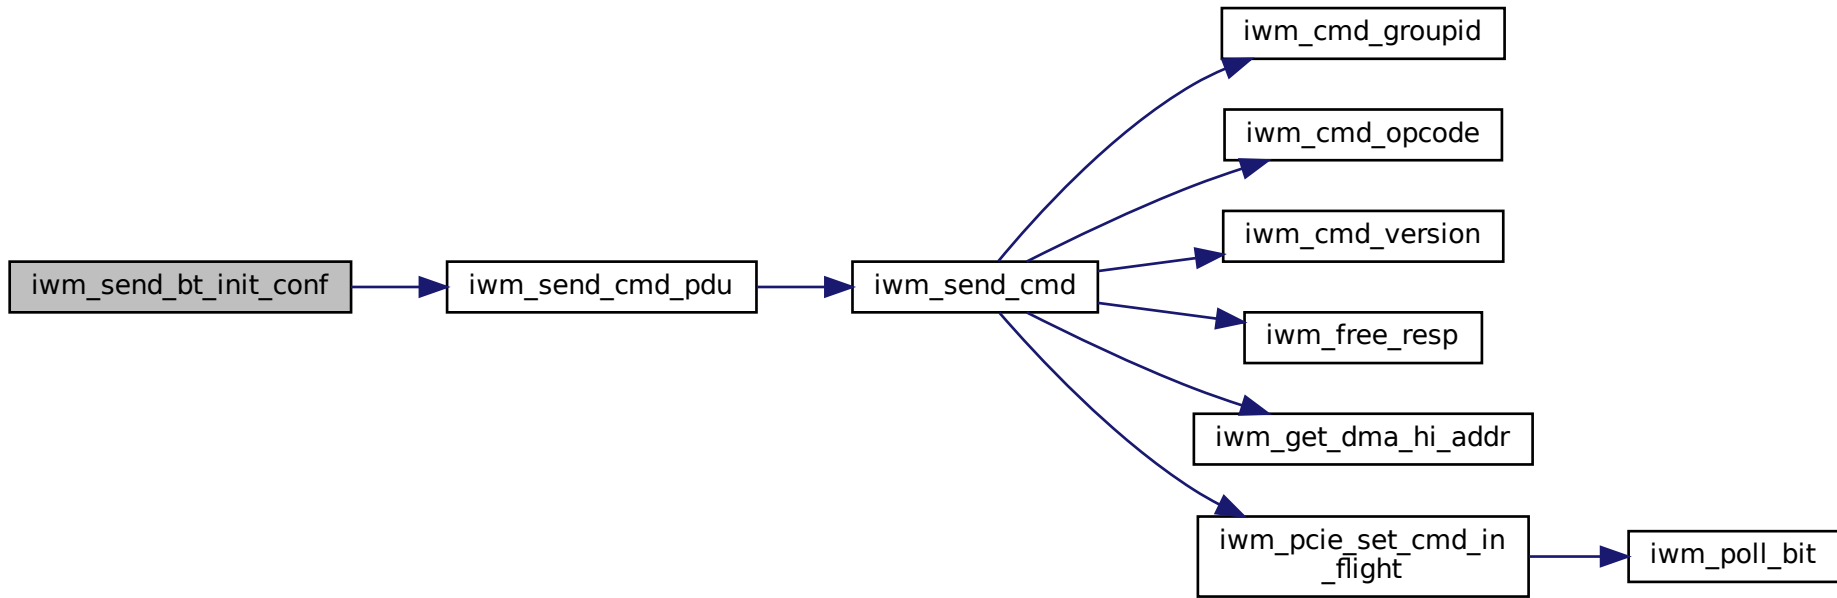 iwm_cmd_groupid
iwm_cmd_opcode
iwm_cmd_version
iwm_send_bt_init_conf
iwm_send_cmd_pdu
iwm_send_cmd
iwm_free_resp
iwm_get_dma_hi_addr
iwm_pcie_set_cmd_in
_flight
iwm_poll_bit